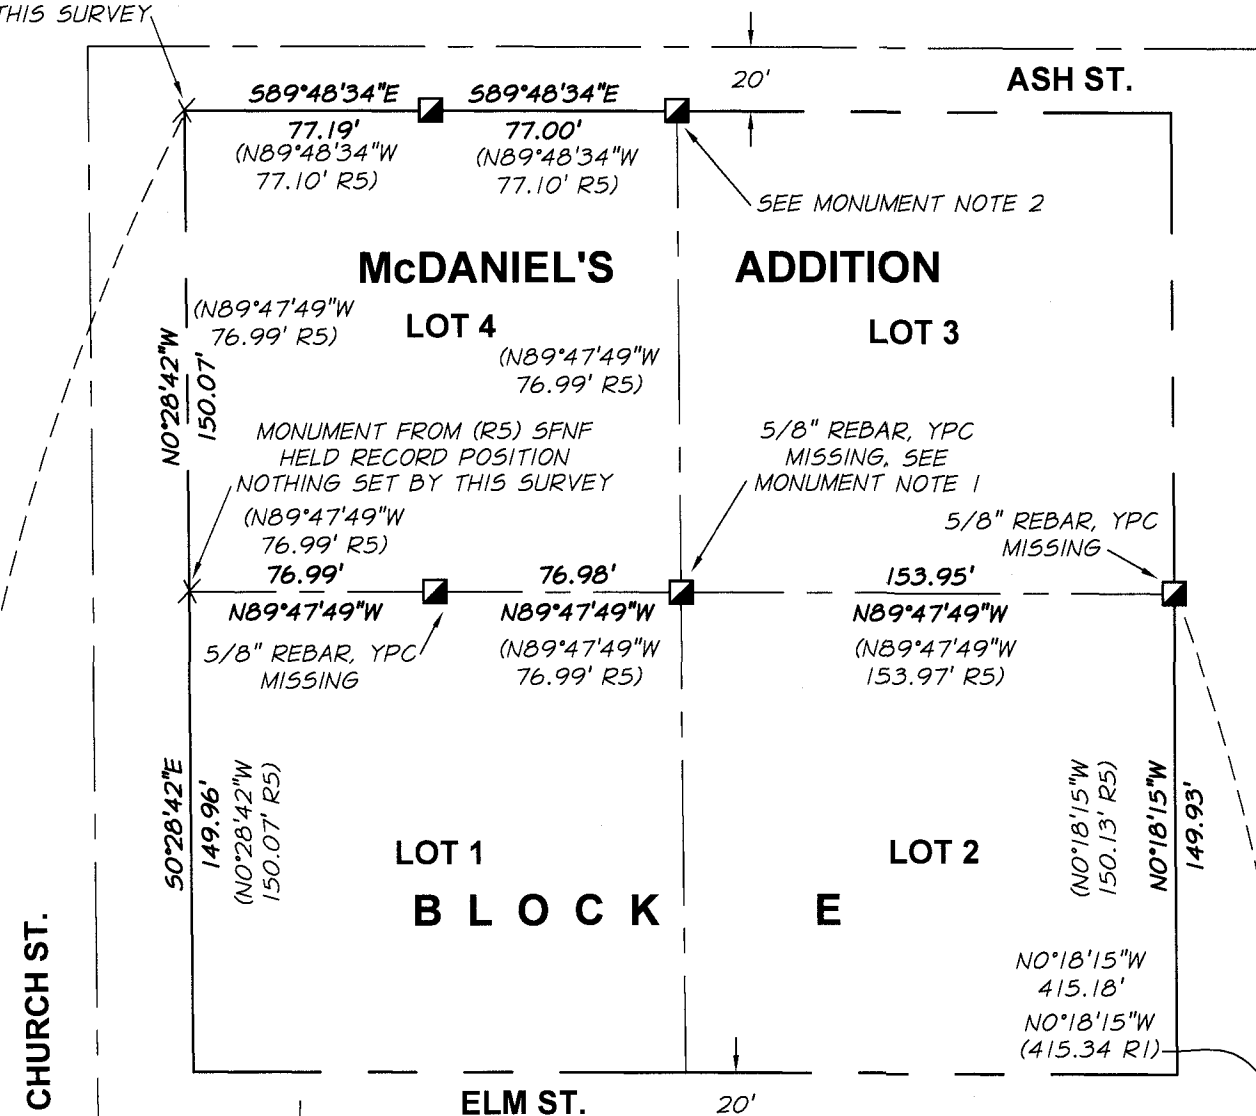 THIS SURVEY
20'
ASH ST.
S89°48'34"E
77.19'
(N89°48'34"W
77.10' R5)
S89°48'34"E
77.00'
(N89°48'34"W
77.10' R5)
SEE MONUMENT NOTE 2
McDANIEL'S ADDITION
(N89°47'49"W
76.99' R5)
LOT 4
(N89°47'49"W
76.99' R5)
LOT 3
N0°28'42"W
150.07'
MONUMENT FROM (R5) SFNF
HELD RECORD POSITION
NOTHING SET BY THIS SURVEY
(N89°47'49"W
76.99' R5)
5/8" REBAR, YPC
MISSING, SEE
MONUMENT NOTE 1
5/8" REBAR, YPC
MISSING
76.99'
N89°47'49"W
76.98'
N89°47'49"W
(N89°47'49"W
76.99' R5)
153.95'
N89°47'49"W
(N89°47'49"W
153.97' R5)
5/8" REBAR, YPC
MISSING
S0°28'42"E
149.96'
(N0°28'42"W
150.07' R5)
LOT 1
LOT 2
(N0°18'15"W
150.13' R5)
N0°18'15"W
149.93'
BLOCK E
N0°18'15"W
415.18'
N0°18'15"W
(415.34 R1)
CHURCH ST.
ELM ST.
20'